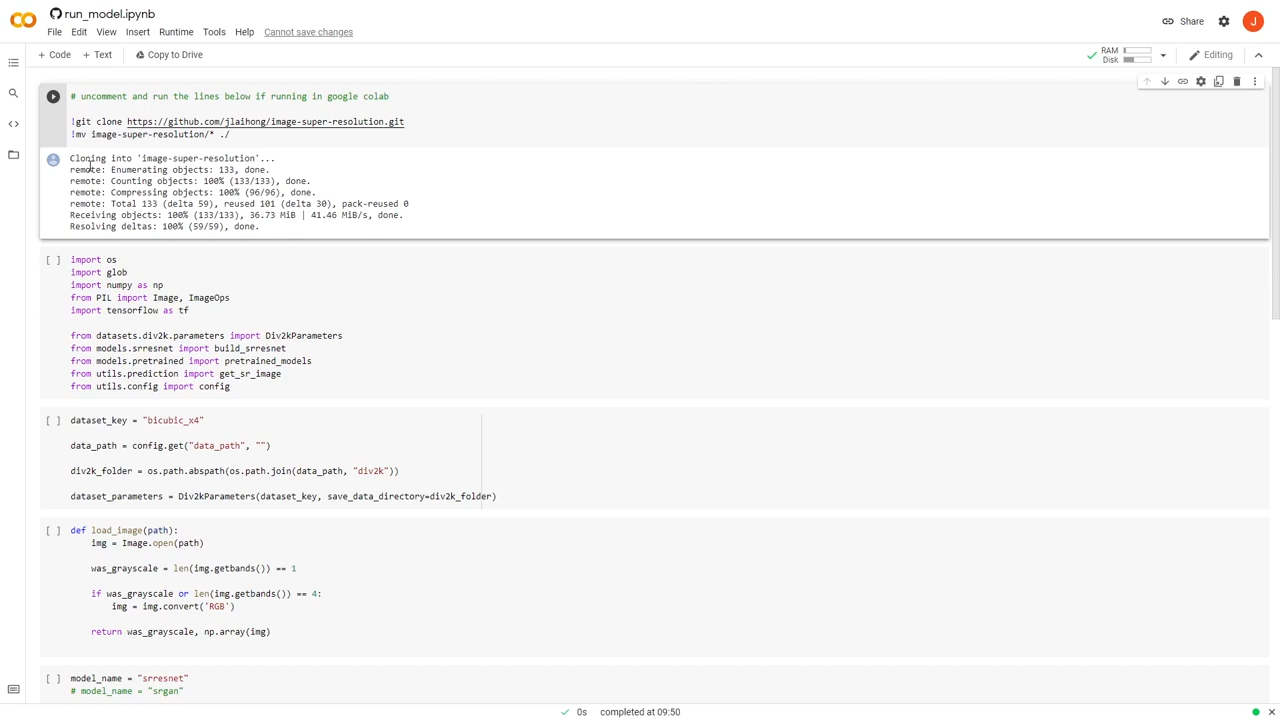 run_model.ipynb
Share
J
File Edit View Insert Runtime Tools Help Cannot save changes
+ Code + Text Copy to Drive
RAM
Disk
Editing
# uncomment and run the lines below if running in google colab
!git clone https://github.com/jlaihong/image-super-resolution.git
!mv image-super-resolution/* ./
Cloning into 'image-super-resolution'...
remote: Enumerating objects: 133, done.
remote: Counting objects: 100% (133/133), done.
remote: Compressing objects: 100% (96/96), done.
remote: Total 133 (delta 59), reused 101 (delta 30), pack-reused 0
Receiving objects: 100% (133/133), 36.73 MiB | 41.46 MiB/s, done.
Resolving deltas: 100% (59/59), done.
[ ] import os
import glob
import numpy as np
from PIL import Image, ImageOps
import tensorflow as tf
from datasets.div2k.parameters import Div2kParameters
from models.srresnet import build_srresnet
from models.pretrained import pretrained_models
from utils.prediction import get_sr_image
from utils.config import config
[ ] dataset_key = "bicubic_x4"
data_path = config.get("data_path", "")
div2k_folder = os.path.abspath(os.path.join(data_path, "div2k"))
dataset_parameters = Div2kParameters(dataset_key, save_data_directory=div2k_folder)
[ ] def load_image(path):
img = Image.open(path)
was_grayscale = len(img.getbands()) == 1
if was_grayscale or len(img.getbands()) == 4:
img = img.convert('RGB')
return was_grayscale, np.array(img)
[ ] model_name = "srresnet"
# model_name = "srgan"
0s completed at 09:50